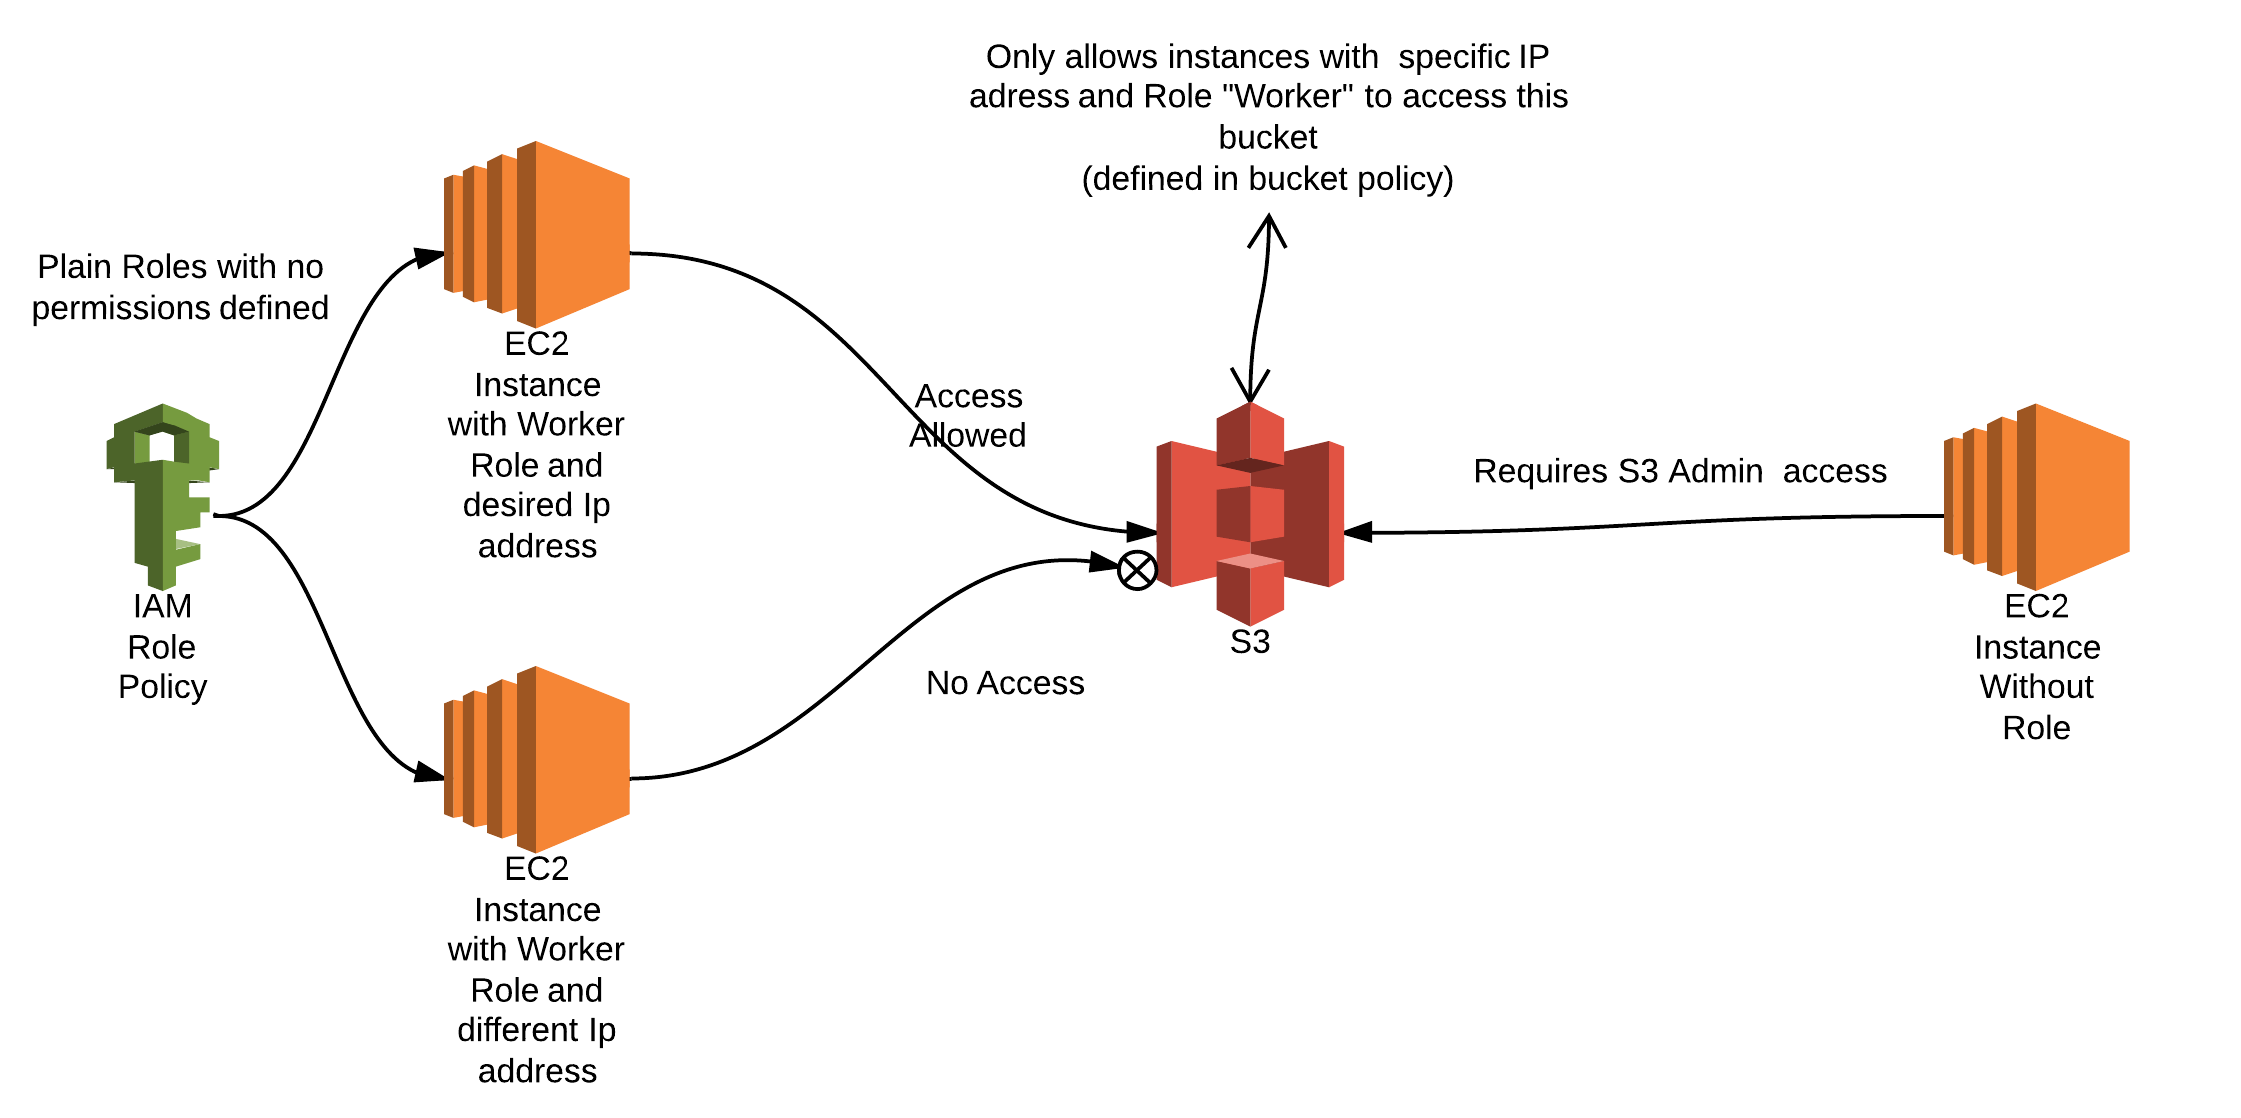 Only allows instances with  specific IP
adress and Role "Worker" to access this
bucket
(defined in bucket policy)
Plain Roles with no
permissions defined
EC2
Instance
with Worker
Role and
desired Ip
address
Access
Allowed
Requires S3 Admin  access
IAM
Role
Policy
S3
EC2
Instance
Without
Role
No Access
EC2
Instance
with Worker
Role and
different Ip
address